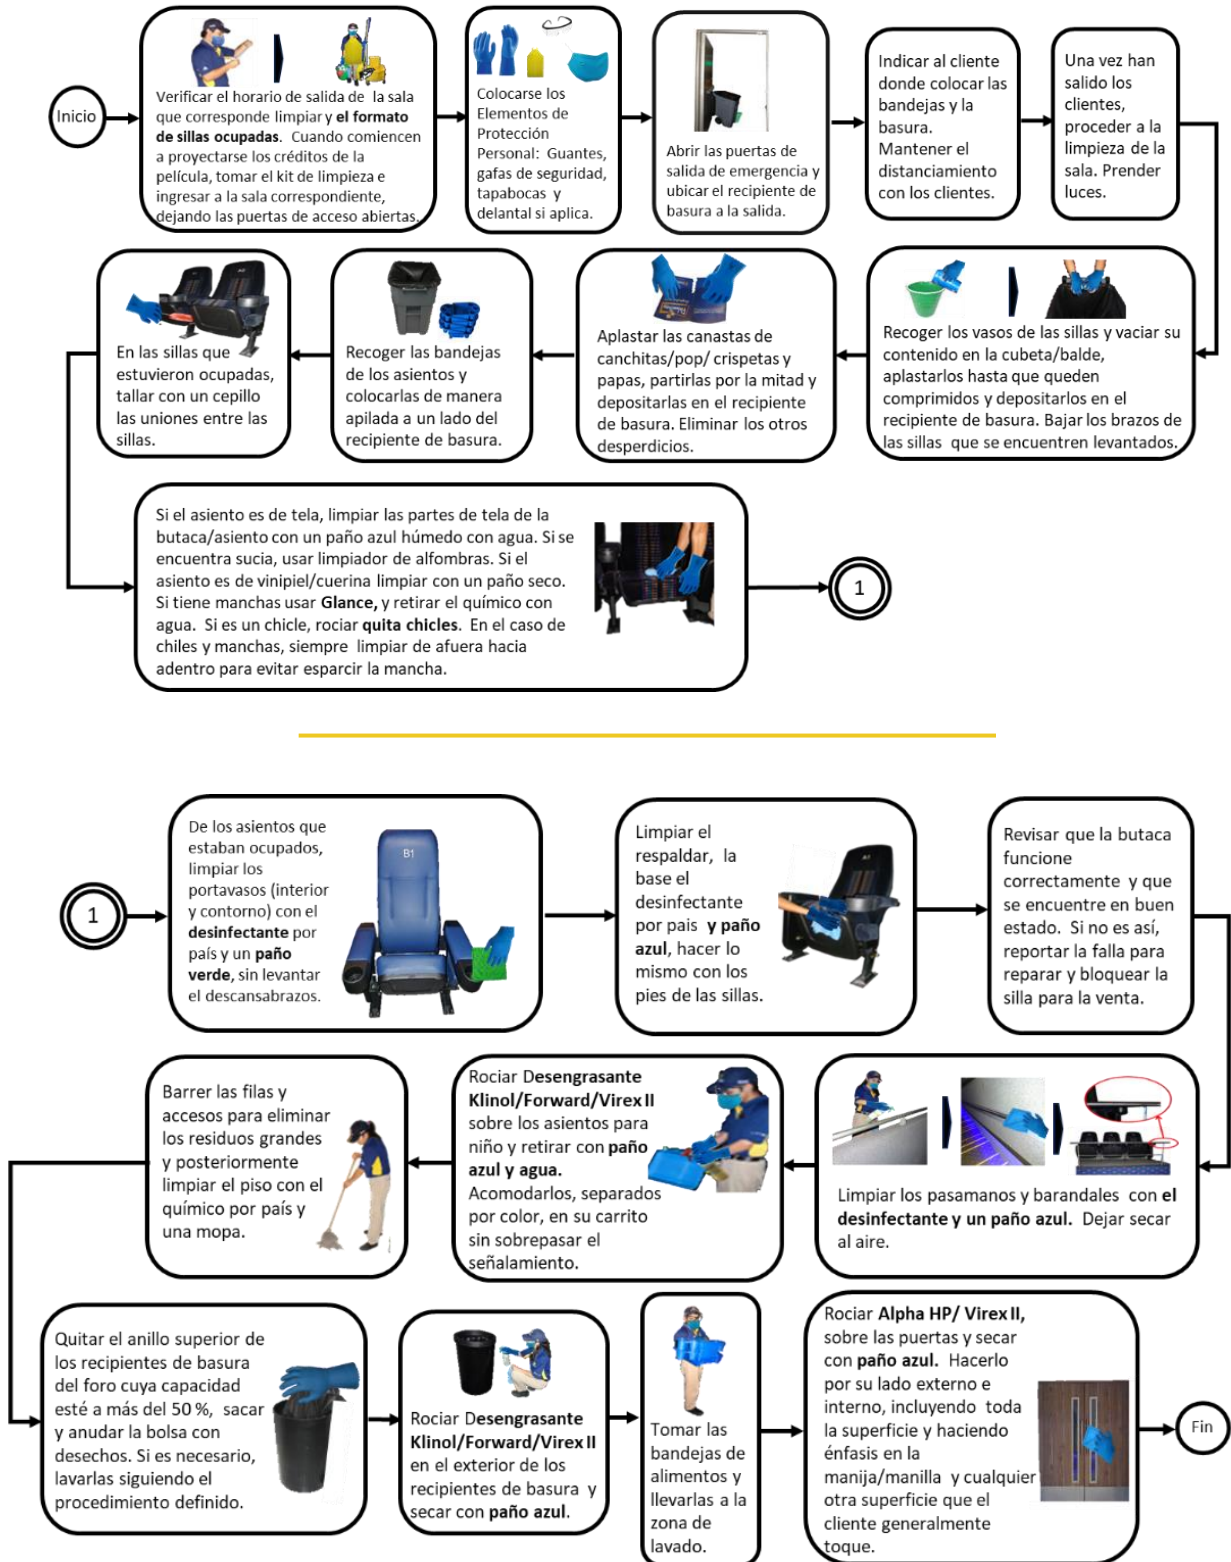 Inicio
Verificar el horario de salida de la sala
que corresponde limpiar y el formato
de sillas ocupadas. Cuando comiencen
a proyectarse los créditos de la
película, tomar el kit de limpieza e
ingresar a la sala correspondiente,
dejando las puertas de acceso abiertas.
Colocarse los
Elementos de
Protección
Personal: Guantes,
gafas de seguridad,
tapabocas y
delantal si aplica.
Abrir las puertas de
salida de emergencia y
ubicar el recipiente de
basura a la salida.
Indicar al cliente
donde colocar las
bandejas y la
basura.
Mantener el
distanciamiento
con los clientes.
Una vez han
salido los
clientes,
proceder a la
limpieza de la
sala. Prender
luces.
Recoger los vasos de las sillas y vaciar su
contenido en la cubeta/balde,
aplastarlos hasta que queden
comprimidos y depositarlos en el
recipiente de basura. Bajar los brazos de
las sillas que se encuentren levantados.
Aplastar las canastas de
canchitas/pop/ crispetas y
papas, partirlas por la mitad y
depositarlas en el recipiente
de basura. Eliminar los otros
desperdicios.
Recoger las bandejas
de los asientos y
colocarlas de manera
apilada a un lado del
recipiente de basura.
En las sillas que
estuvieron ocupadas,
tallar con un cepillo
las uniones entre las
sillas.
Si el asiento es de tela, limpiar las partes de tela de la
butaca/asiento con un paño azul húmedo con agua. Si se
encuentra sucia, usar limpiador de alfombras. Si el
asiento es de vinipiel/cuerina limpiar con un paño seco.
Si tiene manchas usar Glance, y retirar el químico con
agua. Si es un chicle, rociar quita chicles. En el caso de
chiles y manchas, siempre limpiar de afuera hacia
adentro para evitar esparcir la mancha.
1
1
De los asientos que
estaban ocupados,
limpiar los
portavasos (interior
y contorno) con el
desinfectante por
país y un paño
verde, sin levantar
el descansabrazos.
B1
Limpiar el
respaldar, la
base el
desinfectante
por pais y paño
azul, hacer lo
mismo con los
pies de las sillas.
Revisar que la butaca
funcione
correctamente y que
se encuentre en buen
estado. Si no es así,
reportar la falla para
reparar y bloquear la
silla para la venta.
Limpiar los pasamanos y barandales con el
desinfectante y un paño azul. Dejar secar
al aire.
Rociar Desengrasante
Klinol/Forward/Virex II
sobre los asientos para
niño y retirar con paño
azul y agua.
Acomodarlos, separados
por color, en su carrito
sin sobrepasar el
señalamiento.
Barrer las filas y
accesos para eliminar
los residuos grandes
y posteriormente
limpiar el piso con el
químico por país y
una mopa.
Quitar el anillo superior de
los recipientes de basura
del foro cuya capacidad
esté a más del 50 %, sacar
y anudar la bolsa con
desechos. Si es necesario,
lavarlas siguiendo el
procedimiento definido.
Rociar Desengrasante
Klinol/Forward/Virex II
en el exterior de los
recipientes de basura y
secar con paño azul.
Tomar las
bandejas de
alimentos y
llevarlas a la
zona de
lavado.
Rociar Alpha HP/ Virex II,
sobre las puertas y secar
con paño azul. Hacerlo
por su lado externo e
interno, incluyendo toda
la superficie y haciendo
énfasis en la
manija/manilla y cualquier
otra superficie que el
cliente generalmente
toque.
Fin